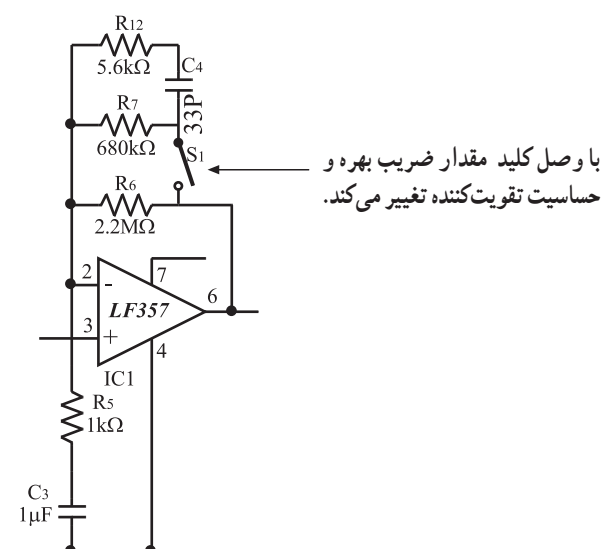 R12
5.6kΩ
C4
33P
R7
680kΩ
S1
با وصل کلید مقدار ضریب بهره و
حساسیت تقویت‌کننده تغییر می‌کند.
R6
2.2MΩ
2
7
-
LF357
6
3
+
4
IC1
R5
1kΩ
C3
1µF